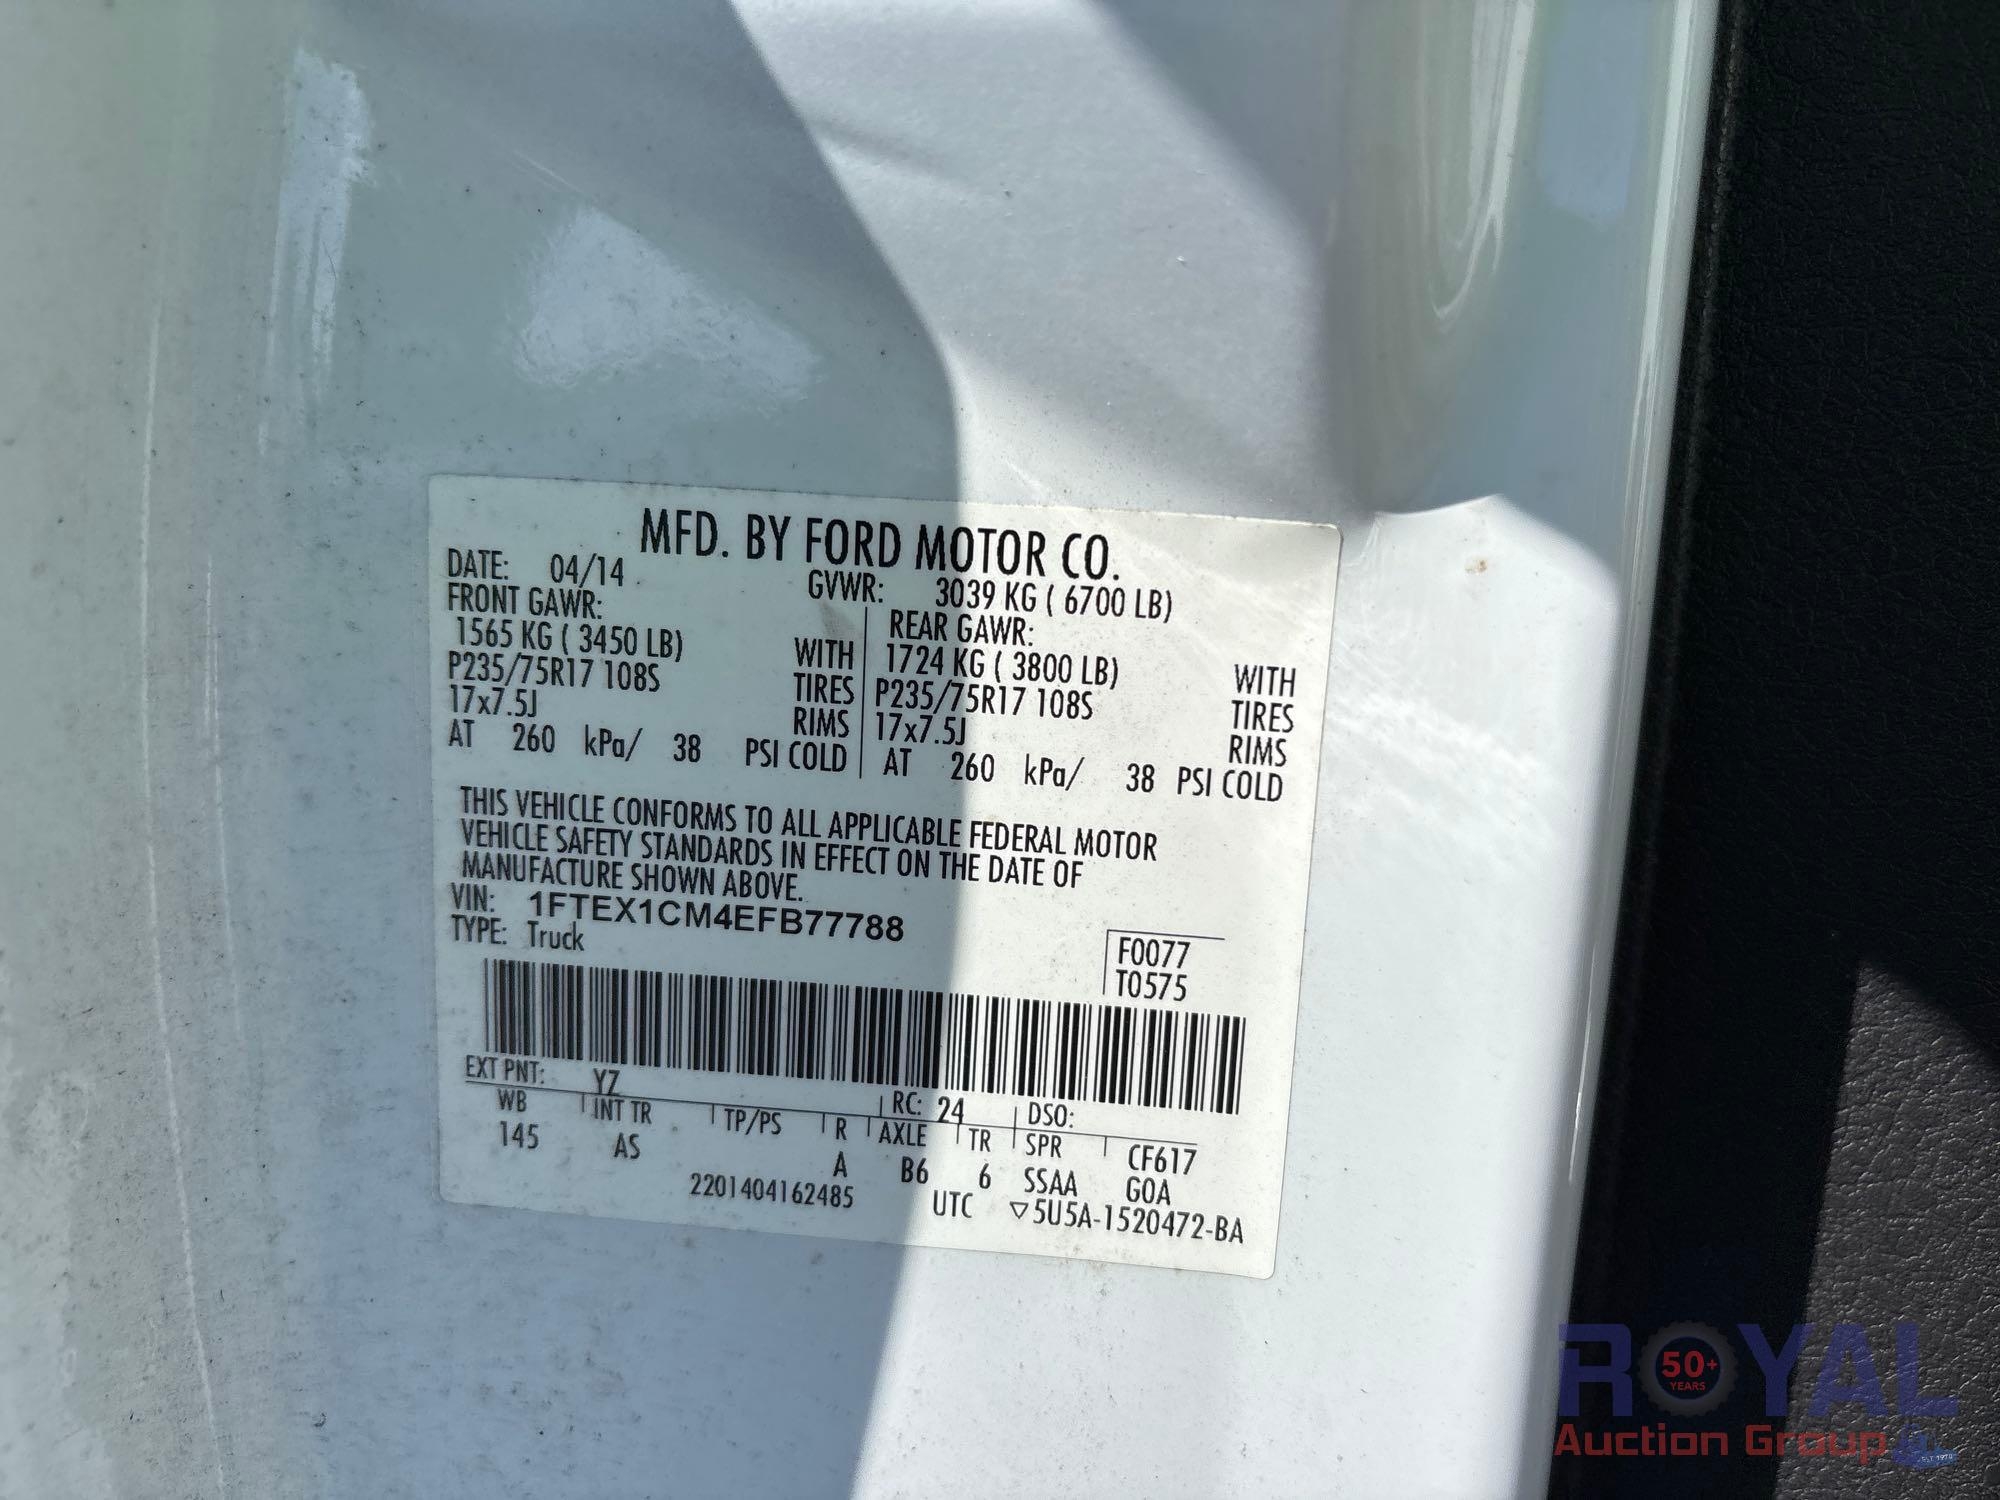 MFD. BY FORD MOTOR CO.
DATE: 04/14 GVWR: 3039 KG ( 6700 LB)
FRONT GAWR: REAR GAWR:
1565 KG ( 3450 LB) WITH 1724 KG ( 3800 LB) WITH
P235/75R17 108S TIRES P235/75R17 108S TIRES
17x7.5J RIMS 17x7.5J RIMS
AT 260 kPa/ 38 PSI COLD AT 260 kPa/ 38 PSI COLD
THIS VEHICLE CONFORMS TO ALL APPLICABLE FEDERAL MOTOR
VEHICLE SAFETY STANDARDS IN EFFECT ON THE DATE OF
MANUFACTURE SHOWN ABOVE.
VIN: 1FTEX1CM4EFB77788
TYPE: Truck
F0077
T0575
EXT PNT: YZ RC: 24 DSO:
WB INT TR TP/PS R AXLE TR SPR CF617
145 AS A B6 6 SSAA GOA
2201404162485 UTC ▽5U5A-1520472-BA
ROYAL
50+
YEARS
Auction Group
EST 1974